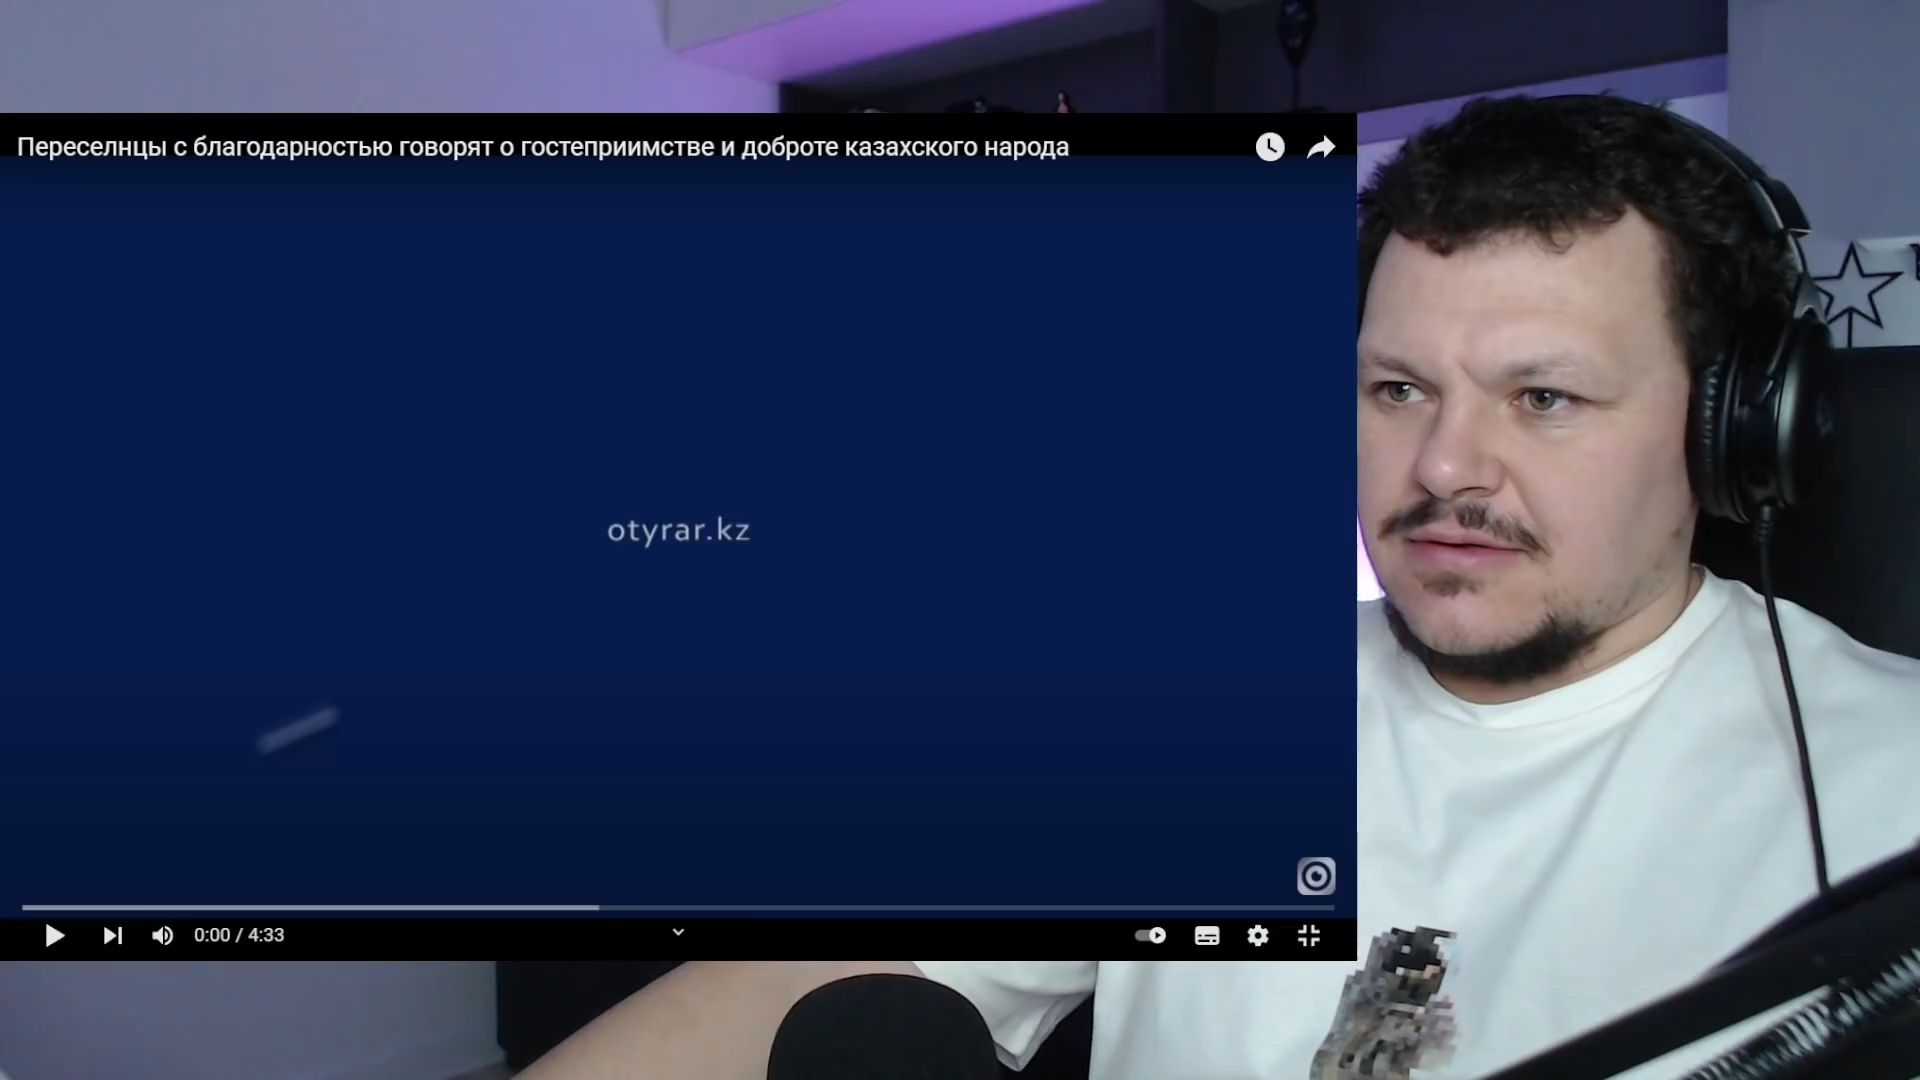 Переселнцы с благодарностью говорят о гостеприимстве и доброте казахского народа
otyrar.kz
0:00 / 4:33